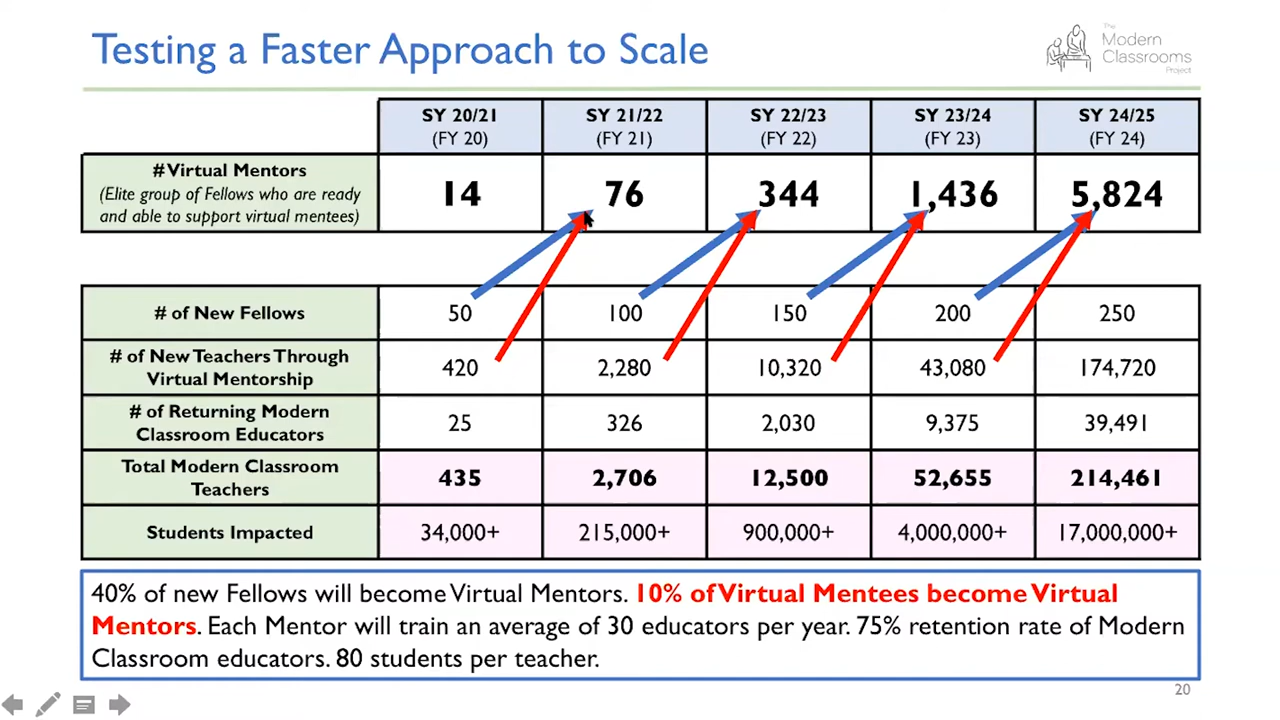 Testing a Faster Approach to Scale
The
Modern
Classrooms
Project
SY 20/21 SY 21/22 SY 22/23 SY 23/24 SY 24/25
(FY 20) (FY 21) (FY 22) (FY 23) (FY 24)
# Virtual Mentors
(Elite group of Fellows who are ready
and able to support virtual mentees)
14 76 344 1,436 5,824
# of New Fellows 50 100 150 200 250
# of New Teachers Through
Virtual Mentorship
420 2,280 10,320 43,080 174,720
# of Returning Modern
Classroom Educators
25 326 2,030 9,375 39,491
Total Modern Classroom
Teachers
435 2,706 12,500 52,655 214,461
Students Impacted 34,000+ 215,000+ 900,000+ 4,000,000+ 17,000,000+
40% of new Fellows will become Virtual Mentors. 10% of Virtual Mentees become Virtual
Mentors. Each Mentor will train an average of 30 educators per year. 75% retention rate of Modern
Classroom educators. 80 students per teacher.
20